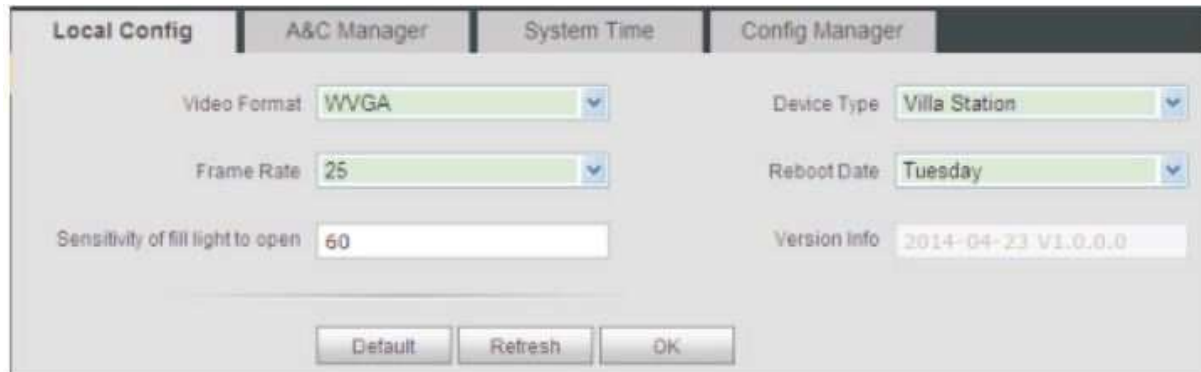 Local Config A&C Manager System Time Config Manager
Video Format WVGA Device Type Villa Station
Frame Rate 25 Reboot Date Tuesday
Sensitivity of fill light to open 60 Version Info 2014-04-23 V1.0.0.0
Default Refresh OK